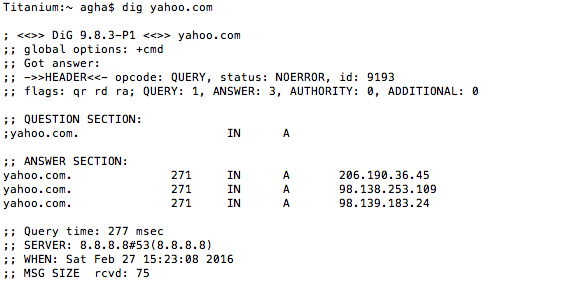 Titanium:~ agha$ dig yahoo.com
; <<>> DiG 9.8.3-P1 <<>> yahoo.com
;; global options: +cmd
;; Got answer:
;; ->>HEADER<<- opcode: QUERY, status: NOERROR, id: 9193
;; flags: qr rd ra; QUERY: 1, ANSWER: 3, AUTHORITY: 0, ADDITIONAL: 0
;; QUESTION SECTION:
;yahoo.com. IN A
;; ANSWER SECTION:
yahoo.com. 271 IN A 206.190.36.45
yahoo.com. 271 IN A 98.138.253.109
yahoo.com. 271 IN A 98.139.183.24
;; Query time: 277 msec
;; SERVER: 8.8.8.8#53(8.8.8.8)
;; WHEN: Sat Feb 27 15:23:08 2016
;; MSG SIZE rcvd: 75